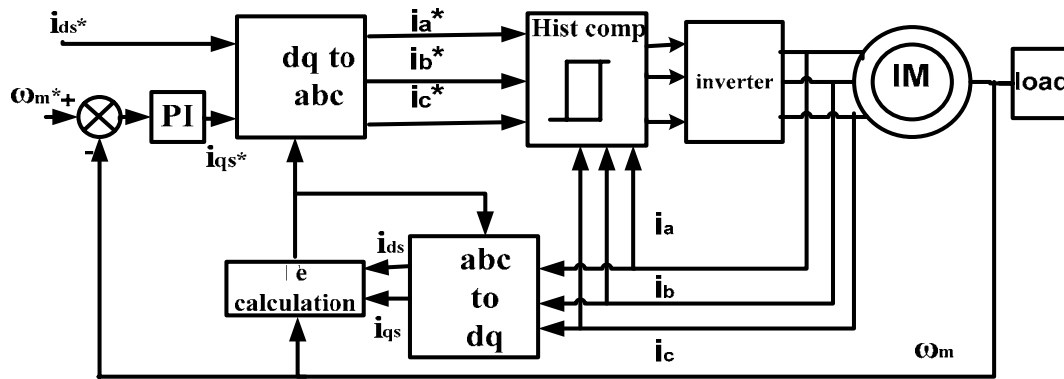 ids*
ωm*
+
-
PI
iqs*
dq to
abc
ia*
ib*
ic*
Hist comp
inverter
IM
load
ia
ib
ic
ωm
abc
to
dq
ids
iqs
e
calculation